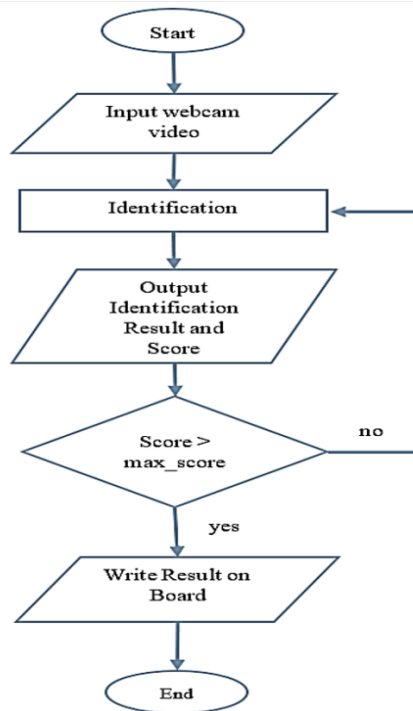 Start
Input webcam
video
Identification
Output
Identification
Result and
Score
Score >
max_score
no
yes
Write Result on
Board
End